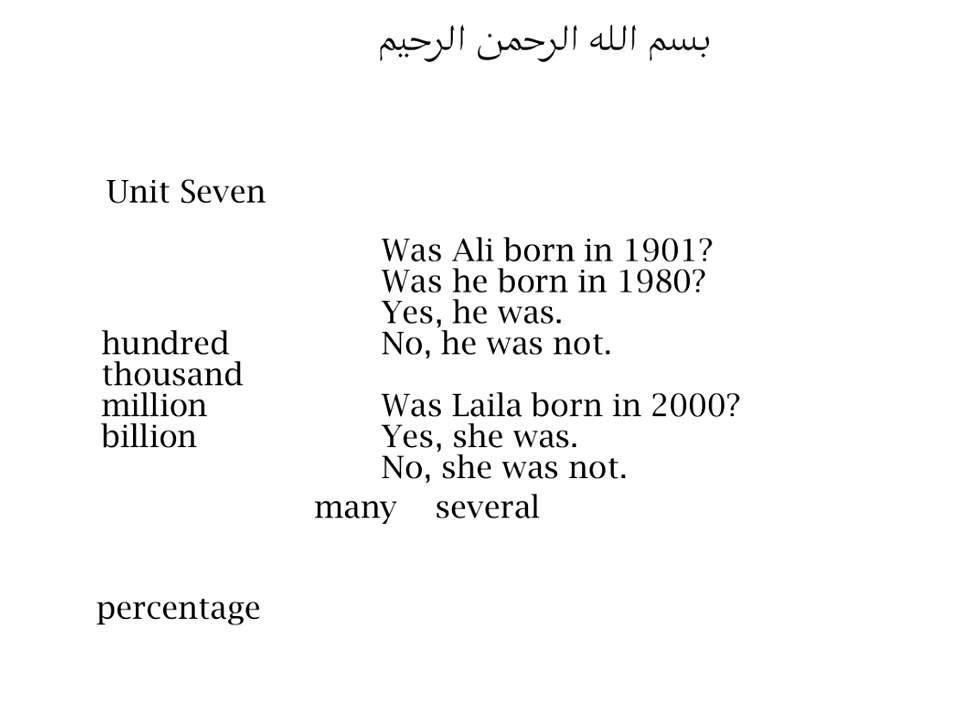 بسم الله الرحمن الرحيم
Unit Seven
Was Ali born in 1901?
Was he born in 1980?
Yes, he was.
No, he was not.
hundred
thousand
million
billion
Was Laila born in 2000?
Yes, she was.
No, she was not.
many several
percentage